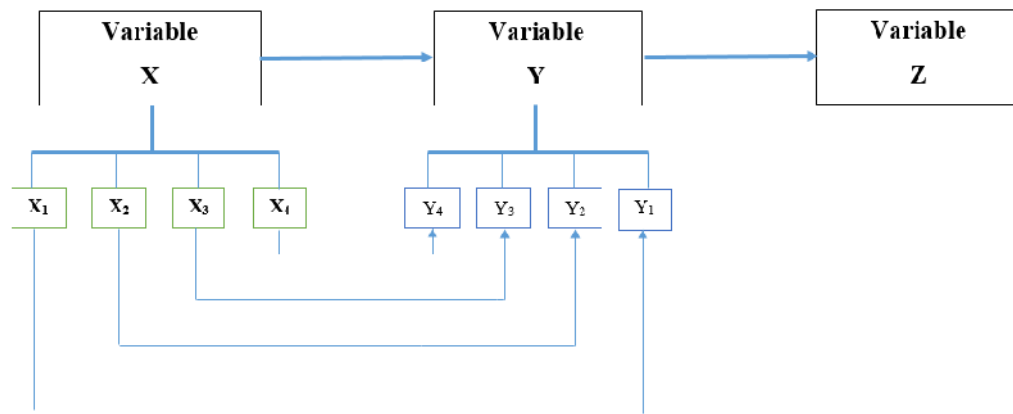 Variable
X
Variable
Y
Variable
Z
X₁
X₂
X₃
X₄
Y₄
Y₃
Y₂
Y₁